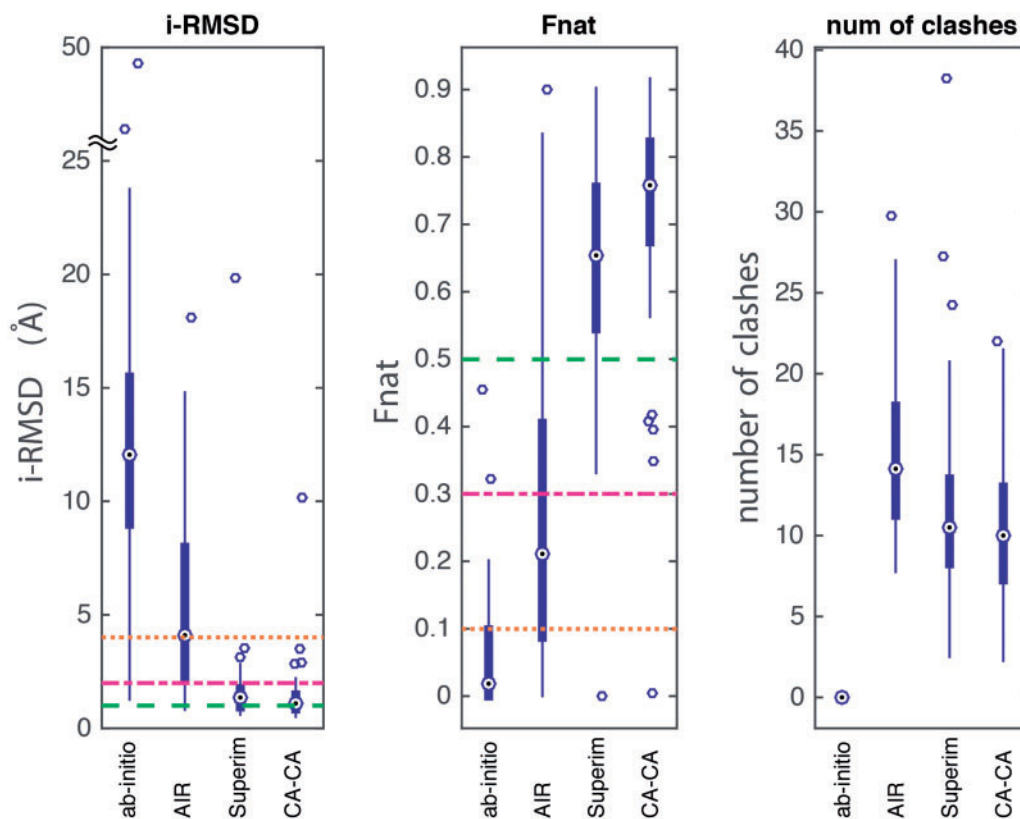 i-RMSD
Fnat
num of clashes
i-RMSD (Å)
50
25
20
15
10
5
0
ab-initio
AIR
Superim
CA-CA
Fnat
0.9
0.8
0.7
0.6
0.5
0.4
0.3
0.2
0.1
0
ab-initio
AIR
Superim
CA-CA
number of clashes
40
35
30
25
20
15
10
5
0
ab-initio
AIR
Superim
CA-CA